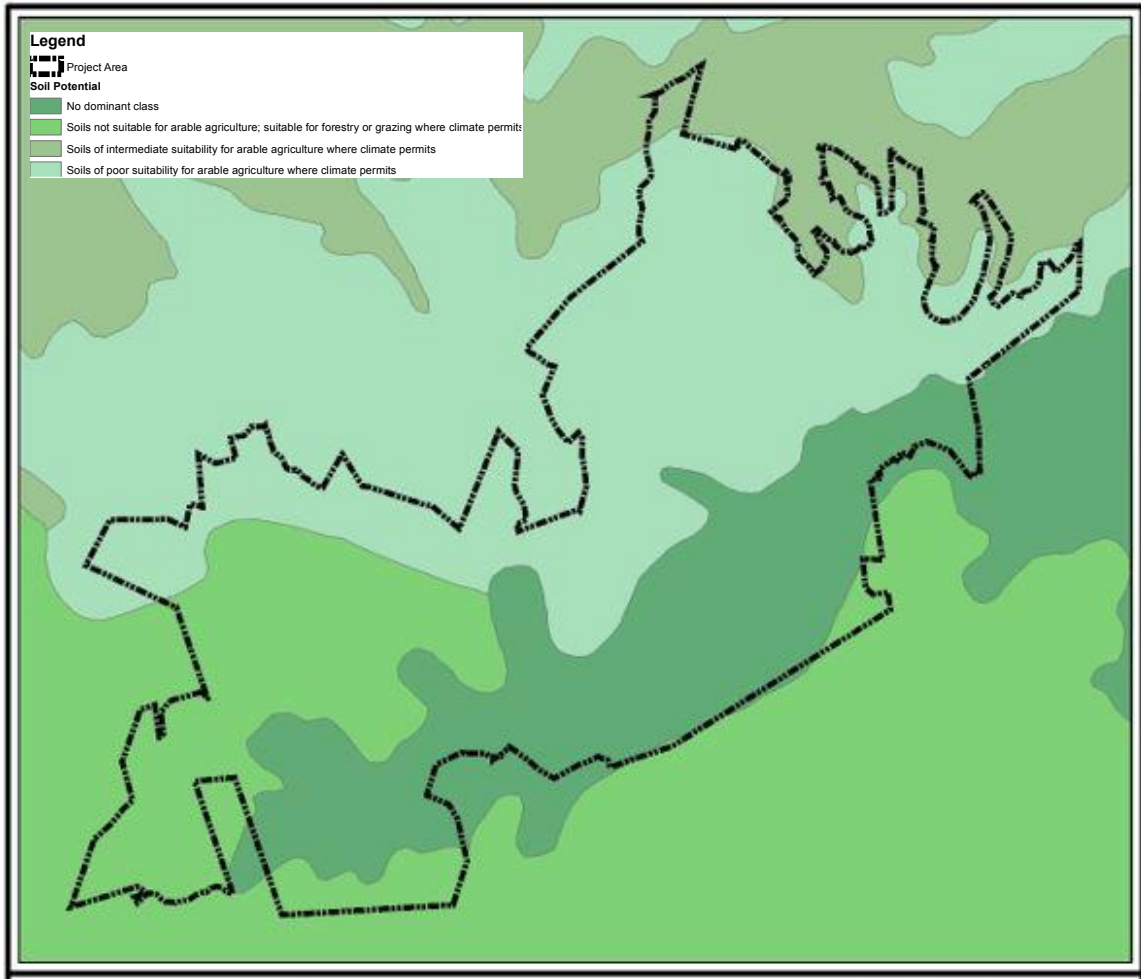 Legend
Project Area
Soil Potential
No dominant class
Soils not suitable for arable agriculture; suitable for forestry or grazing where climate permits
Soils of intermediate suitability for arable agriculture where climate permits
Soils of poor suitability for arable agriculture where climate permits